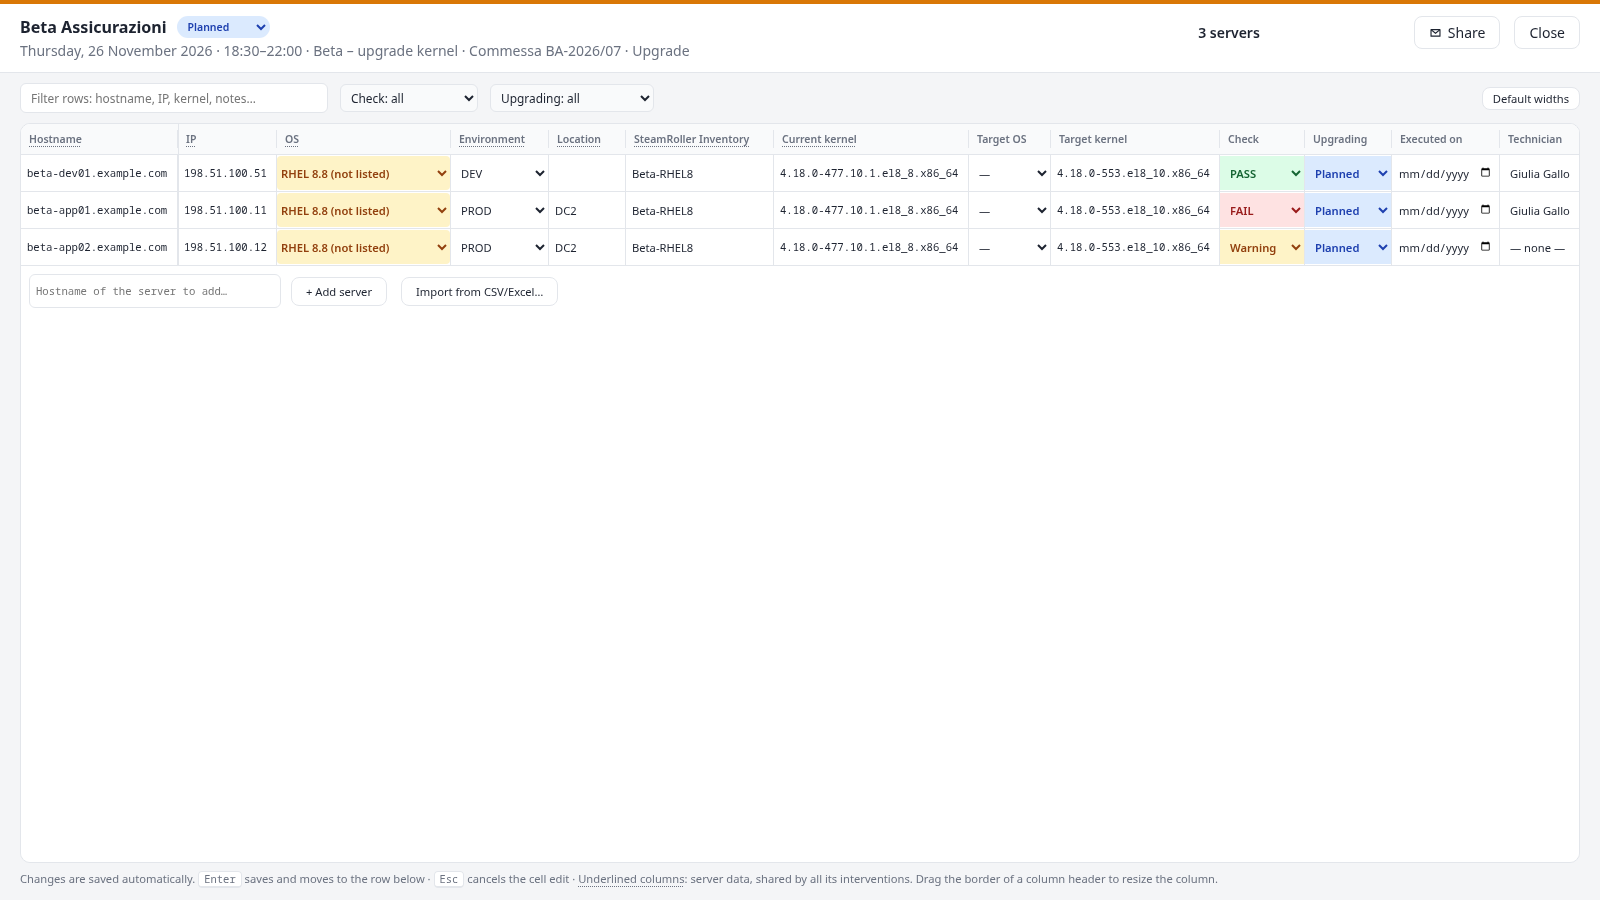 Beta Assicurazioni Planned
3 servers Share Close
Thursday, 26 November 2026 · 18:30–22:00 · Beta – upgrade kernel · Commessa BA-2026/07 · Upgrade
Filter rows: hostname, IP, kernel, notes... Check: all Upgrading: all Default widths
Hostname IP OS Environment Location SteamRoller Inventory Current kernel Target OS Target kernel Check Upgrading Executed on Technician
beta-dev01.example.com 198.51.100.51 RHEL 8.8 (not listed) DEV Beta-RHEL8 4.18.0-477.10.1.el8_8.x86_64 — 4.18.0-553.el8_10.x86_64 PASS Planned mm/dd/yyyy Giulia Gallo
beta-app01.example.com 198.51.100.11 RHEL 8.8 (not listed) PROD DC2 Beta-RHEL8 4.18.0-477.10.1.el8_8.x86_64 — 4.18.0-553.el8_10.x86_64 FAIL Planned mm/dd/yyyy Giulia Gallo
beta-app02.example.com 198.51.100.12 RHEL 8.8 (not listed) PROD DC2 Beta-RHEL8 4.18.0-477.10.1.el8_8.x86_64 — 4.18.0-553.el8_10.x86_64 Warning Planned mm/dd/yyyy — none —
Hostname of the server to add… + Add server Import from CSV/Excel...
Changes are saved automatically. Enter saves and moves to the row below · Esc cancels the cell edit · Underlined columns: server data, shared by all its interventions. Drag the border of a column header to resize the column.